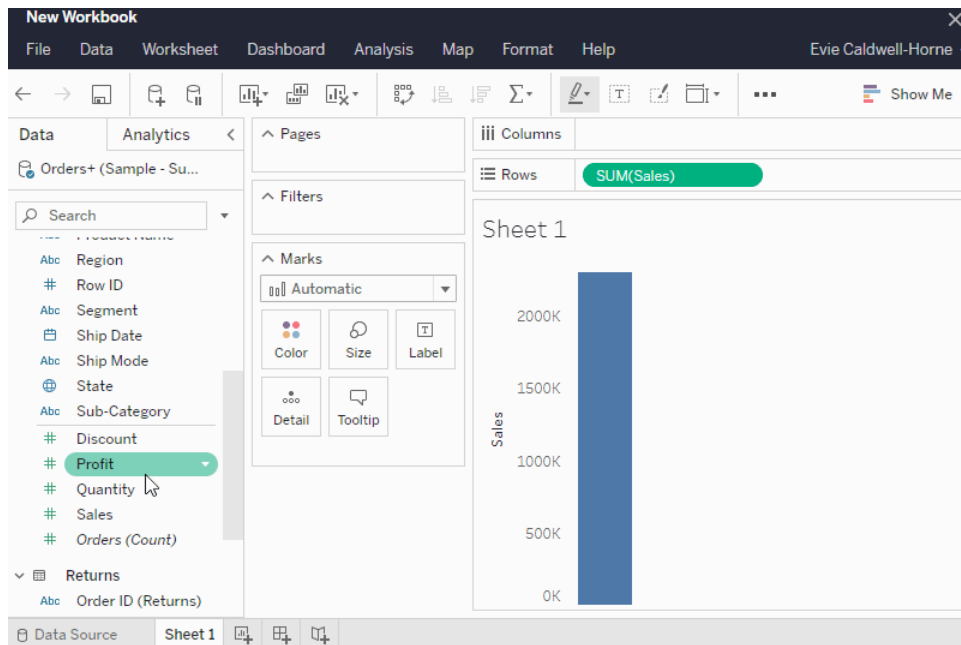 New Workbook
File Data Worksheet Dashboard Analysis Map Format Help Evie Caldwell-Horne
Show Me
Data Analytics
Orders+ (Sample - Su...
Search
Region
Abc
Row ID
Abc Segment
Ship Date
Abc Ship Mode
State
Abc Sub-Category
Discount
Profit
Quantity
Sales
Orders (Count)
Returns
Abc Order ID (Returns)
Pages
Filters
Marks
Automatic
Color Size Label
Detail Tooltip
Columns
Rows SUM(Sales)
Sheet 1
2000K
1500K
1000K
500K
0K
Sales
Data Source Sheet 1